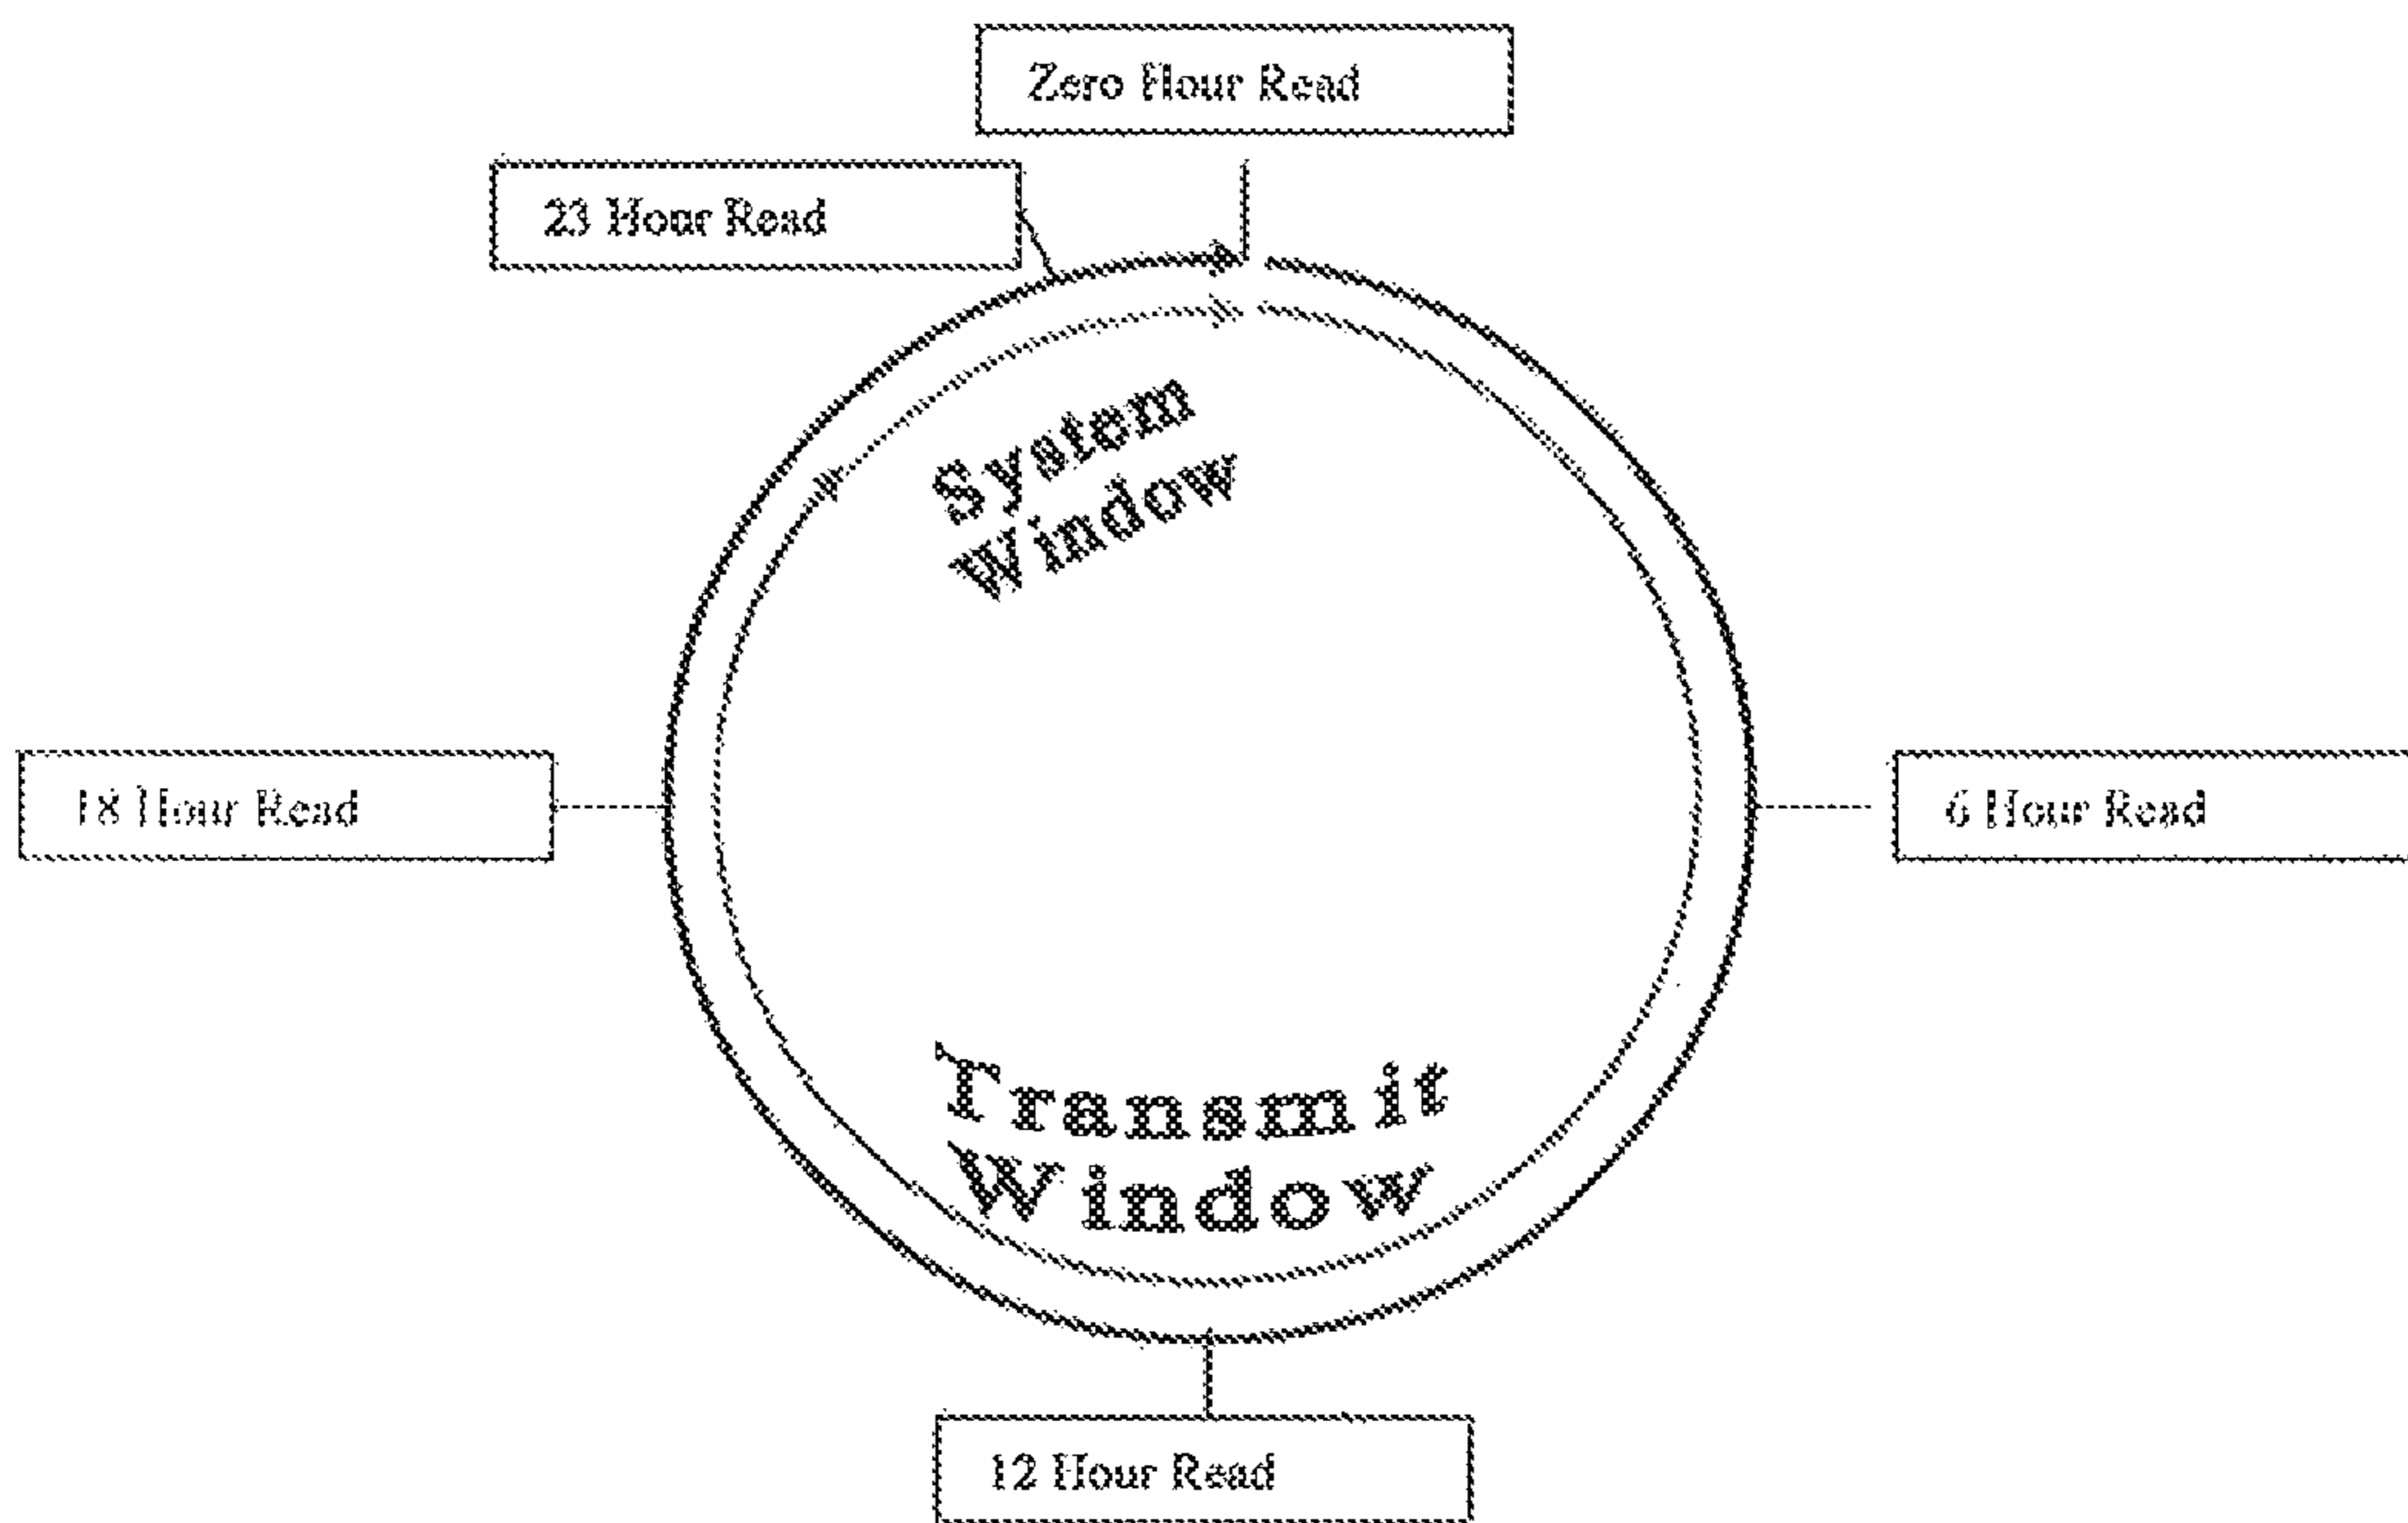 Zero Hour Read
23 Hour Read
System
Window
18 Hour Read
6 Hour Read
Transmit
Window
12 Hour Read